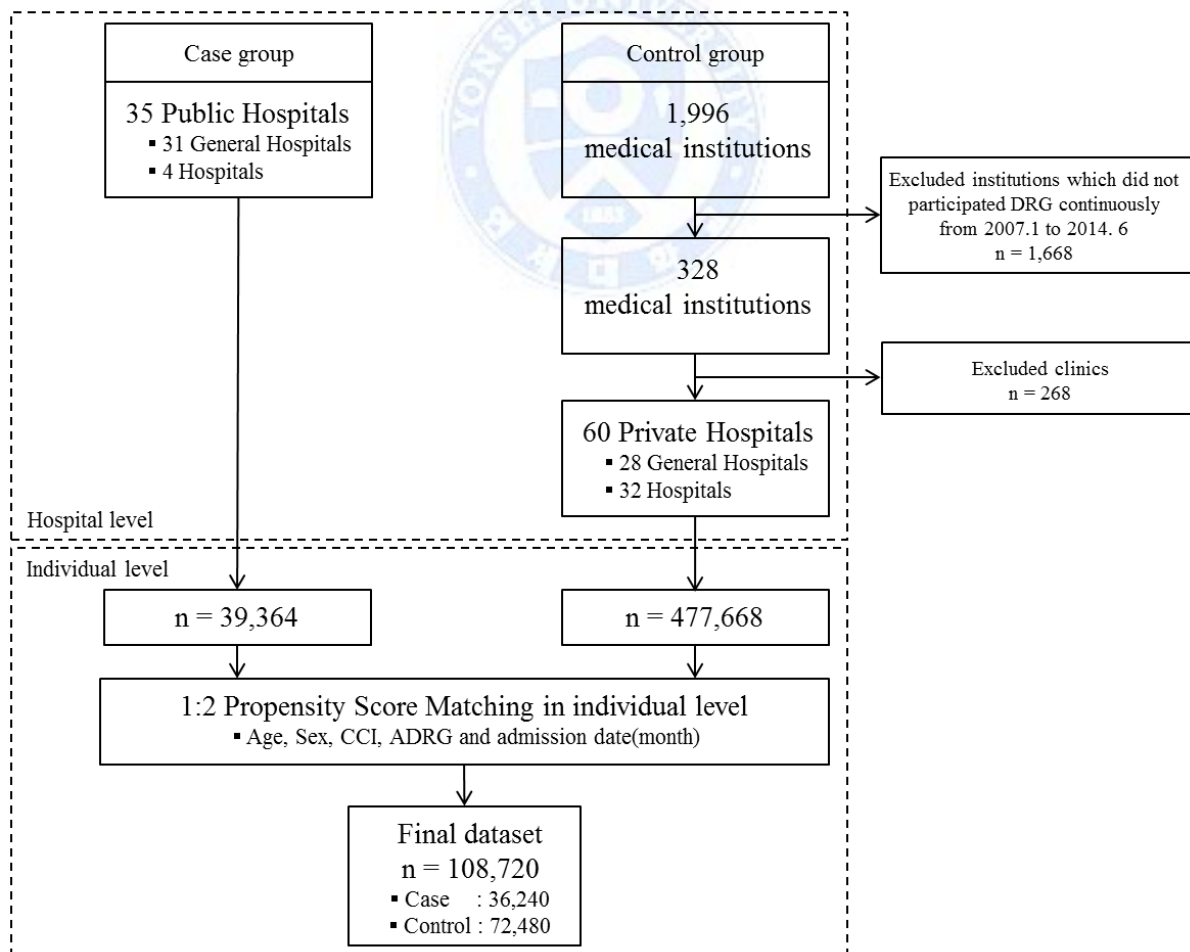 Case group
35 Public Hospitals
▪ 31 General Hospitals
▪ 4 Hospitals
Control group
1,996
medical institutions
Excluded institutions which did not
participated DRG continuously
from 2007.1 to 2014. 6
n = 1,668
328
medical institutions
Excluded clinics
n = 268
60 Private Hospitals
▪ 28 General Hospitals
▪ 32 Hospitals
Hospital level
Individual level
n = 39,364
n = 477,668
1:2 Propensity Score Matching in individual level
▪ Age, Sex, CCI, ADRG and admission date(month)
Final dataset
n = 108,720
▪ Case : 36,240
▪ Control : 72,480
YONSEI UNIVERSITY
1885